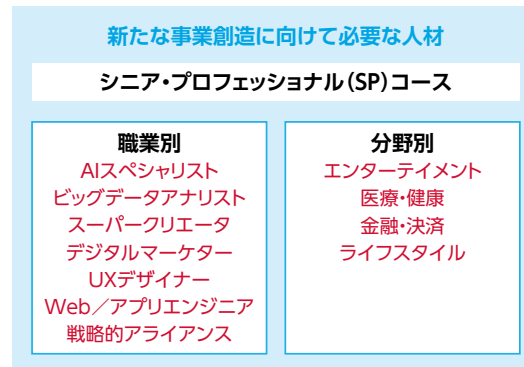 新たな事業創造に向けて必要な人材
シニア・プロフェッショナル（SP）コース
職業別
AIスペシャリスト
ビッグデータアナリスト
スーパークリエータ
デジタルマーケター
UXデザイナー
Web／アプリエンジニア
戦略的アライアンス
分野別
エンターテイメント
医療・健康
金融・決済
ライフスタイル